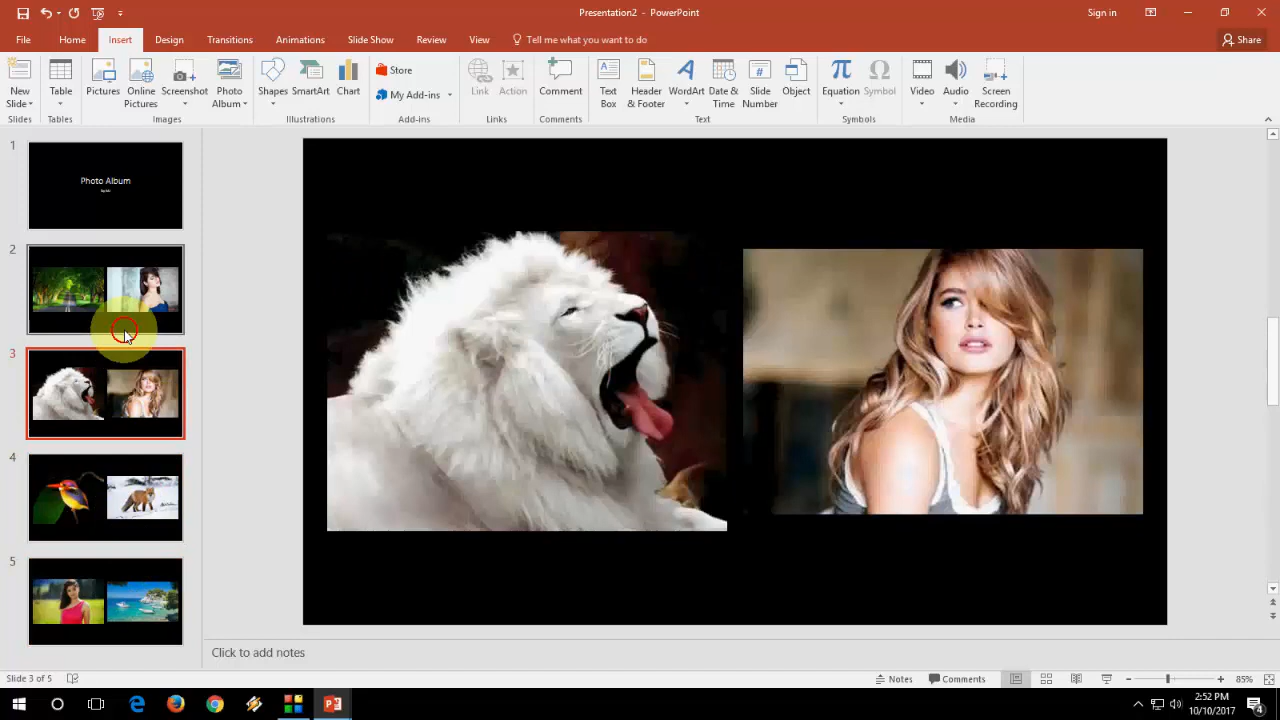 Presentation2 - PowerPoint
Sign in
File Home Insert Design Transitions Animations Slide Show Review View Tell me what you want to do Share
New Slide
Table
Pictures
Online Pictures
Screenshot
Photo Album
Shapes
SmartArt
Chart
Store
My Add-ins
Link
Action
Comment
Text Box
Header & Footer
WordArt
Date & Time
Slide Number
Object
Equation
Symbol
Video
Audio
Screen Recording
Slides Tables Images Illustrations Add-ins Links Comments Text Symbols Media
1
Photo Album
2
3
4
5
Click to add notes
Slide 3 of 5 Notes Comments 85%
2:52 PM
10/10/2017
4